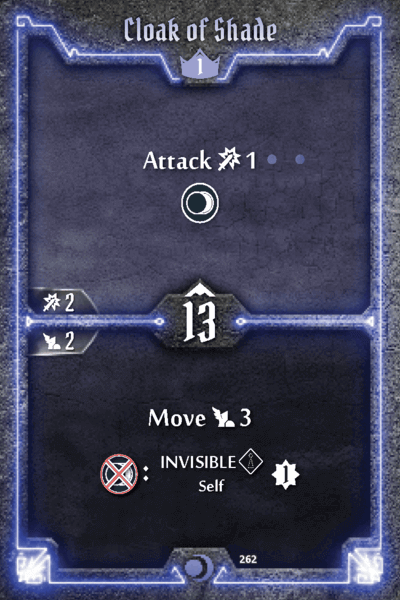 Cloak of Shade
1
Attack 1
2
13
2
Move 3
: INVISIBLE
Self
1
262